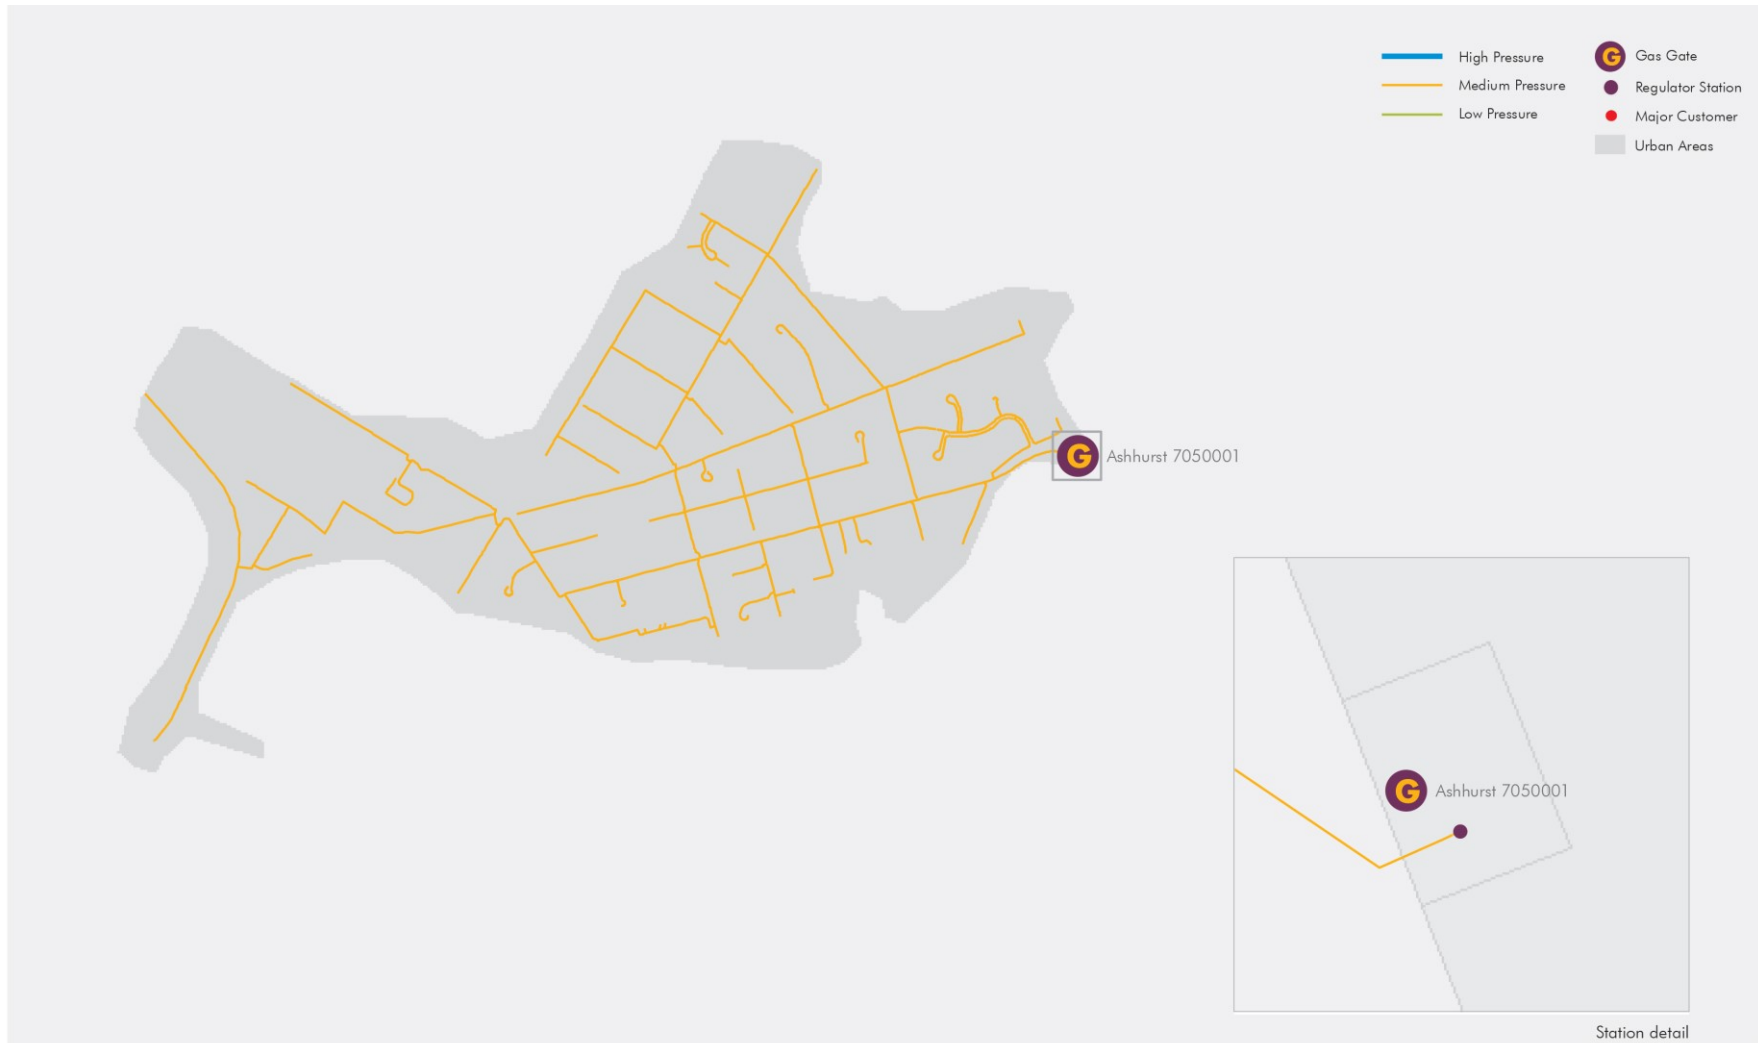 High Pressure
Medium Pressure
Low Pressure
G Gas Gate
Regulator Station
Major Customer
Urban Areas
G Ashhurst 7050001
G Ashhurst 7050001
Station detail